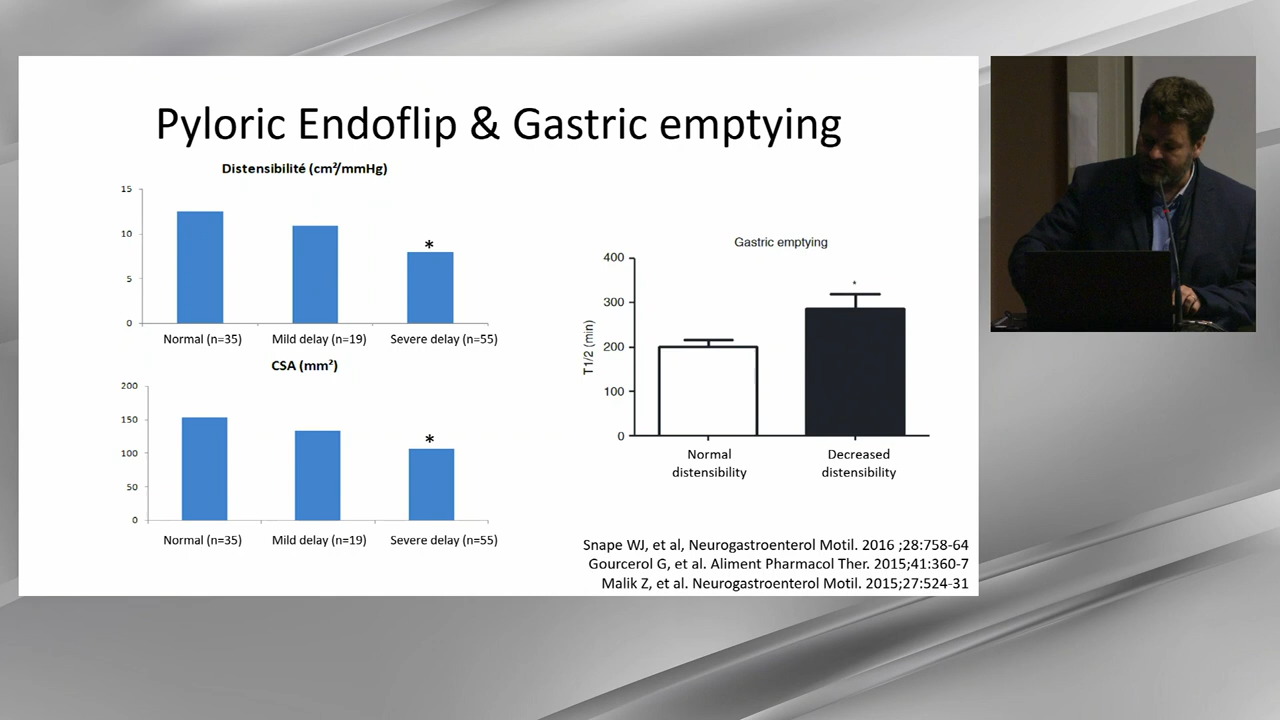 Pyloric Endoflip & Gastric emptying
Distensibilité (cm²/mmHg)
15
10
5
0
*
Normal (n=35)
Mild delay (n=19)
Severe delay (n=55)
CSA (mm²)
200
150
100
50
0
*
Normal (n=35)
Mild delay (n=19)
Severe delay (n=55)
Gastric emptying
T1/2 (min)
400
300
200
100
0
*
Normal
distensibility
Decreased
distensibility
Snape WJ, et al, Neurogastroenterol Motil. 2016 ;28:758-64
Gourcerol G, et al. Aliment Pharmacol Ther. 2015;41:360-7
Malik Z, et al. Neurogastroenterol Motil. 2015;27:524-31